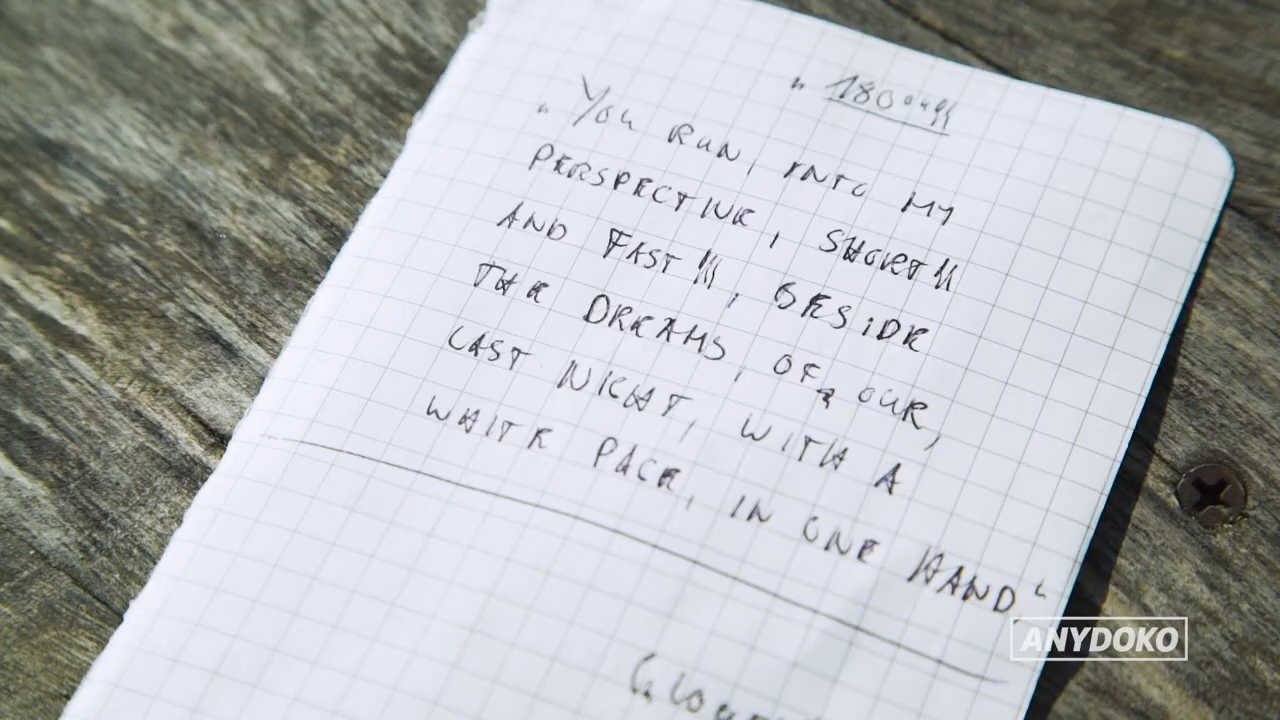 "You RUN, INTO MY
PERSPECTIVE, SHORT!!
AND FAST!!!, BESIDE
THE DREAMS, OF OUR,
LAST NIGHT, WITH A
WHITE PAGE, IN ONE HAND"
ANYDOKO